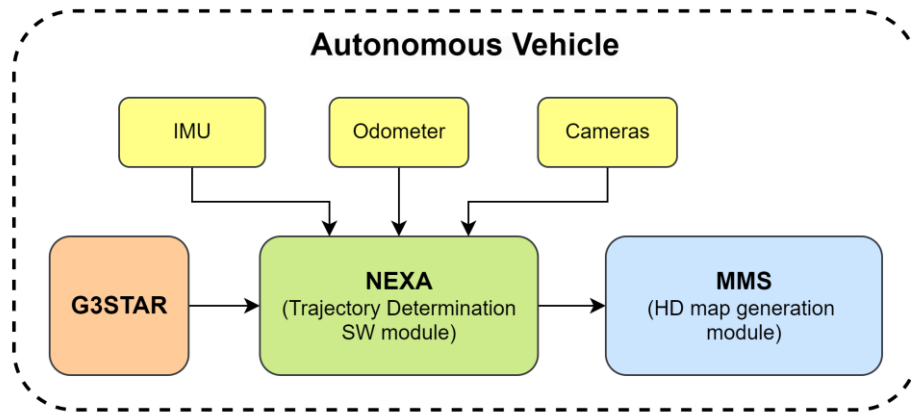 Autonomous Vehicle
IMU
Odometer
Cameras
G3STAR
NEXA
(Trajectory Determination
SW module)
MMS
(HD map generation
module)